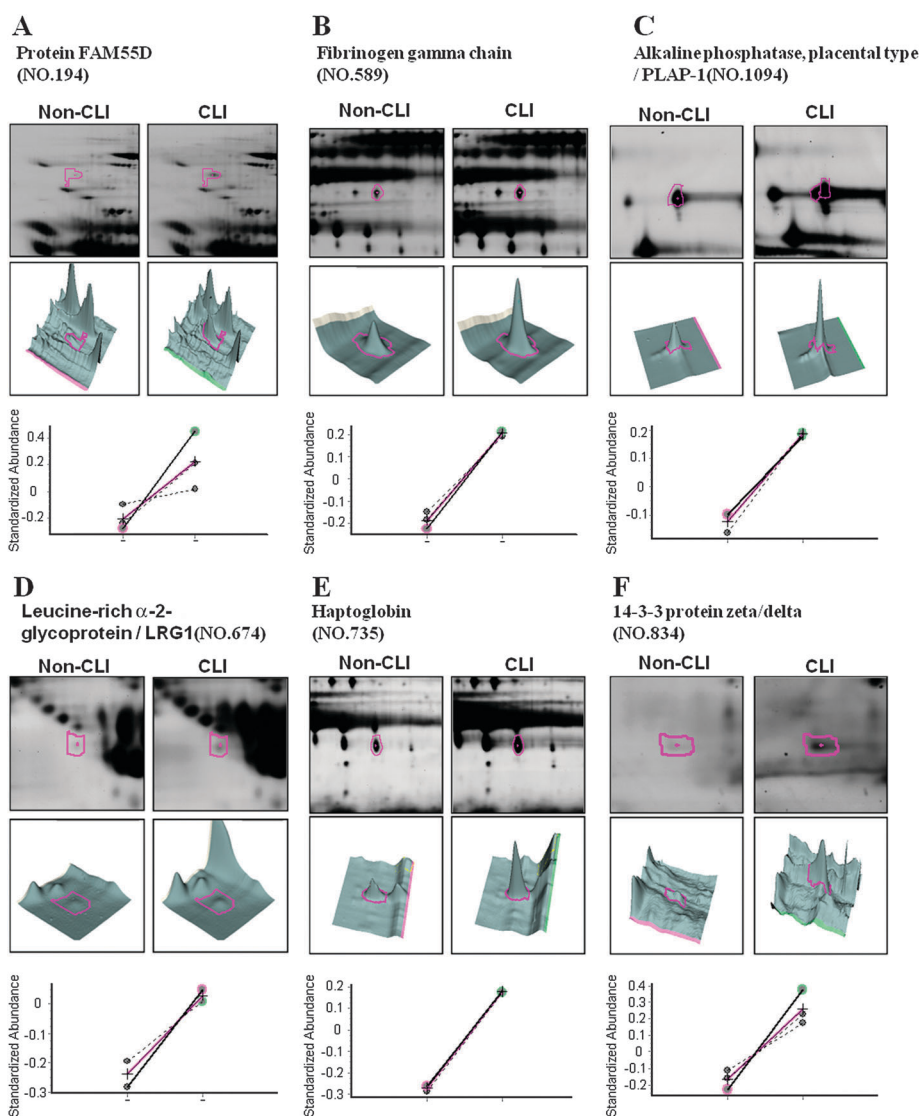 A
Protein FAM55D
(NO.194)
Non-CLI CLI
Standardized Abundance
0.4
0.2
0
-0.2
B
Fibrinogen gamma chain
(NO.589)
Non-CLI CLI
Standardized Abundance
0.2
0.1
0
-0.1
-0.2
C
Alkaline phosphatase, placental type
/ PLAP-1(NO.1094)
Non-CLI CLI
Standardized Abundance
0.2
0.1
0
-0.1
D
Leucine-rich α-2-
glycoprotein / LRG1(NO.674)
Non-CLI CLI
Standardized Abundance
0
-0.1
-0.2
-0.3
E
Haptoglobin
(NO.735)
Non-CLI CLI
Standardized Abundance
0.2
0.1
0
-0.1
-0.2
-0.3
F
14-3-3 protein zeta/delta
(NO.834)
Non-CLI CLI
Standardized Abundance
0.4
0.3
0.2
0.1
0
-0.1
-0.2